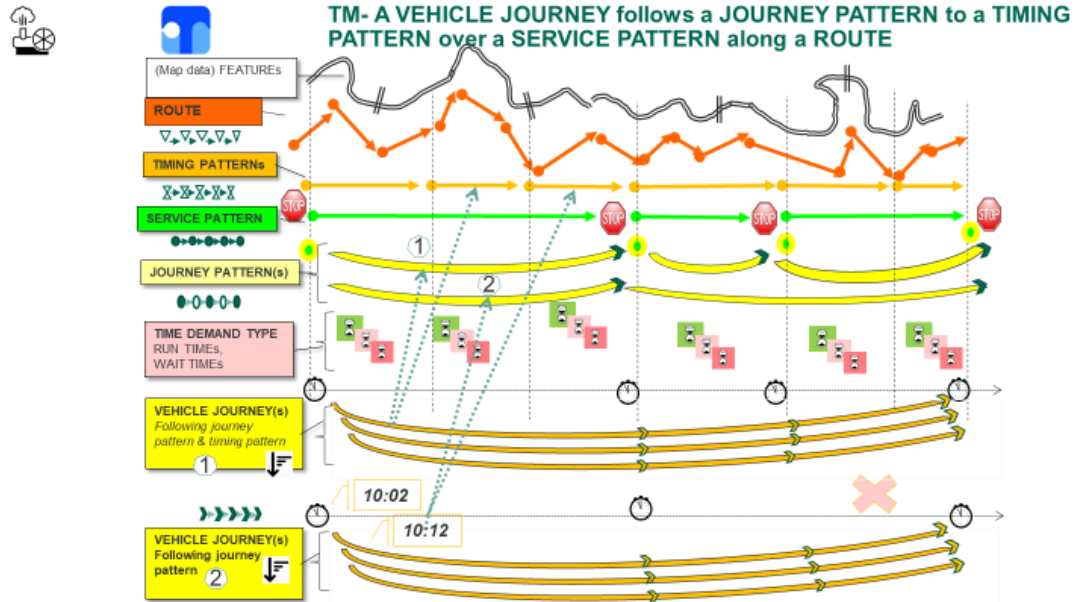 TM- A VEHICLE JOURNEY follows a JOURNEY PATTERN to a TIMING
PATTERN over a SERVICE PATTERN along a ROUTE
(Map data) FEATUREs
ROUTE
TIMING PATTERNs
STOP
STOP
STOP
STOP
SERVICE PATTERN
1
JOURNEY PATTERN(s)
2
TIME DEMAND TYPE
RUN TIMEs,
WAIT TIMEs
VEHICLE JOURNEY(s)
Following journey
pattern & timing pattern
1
10:02
10:12
VEHICLE JOURNEY(s)
Following journey
pattern
2